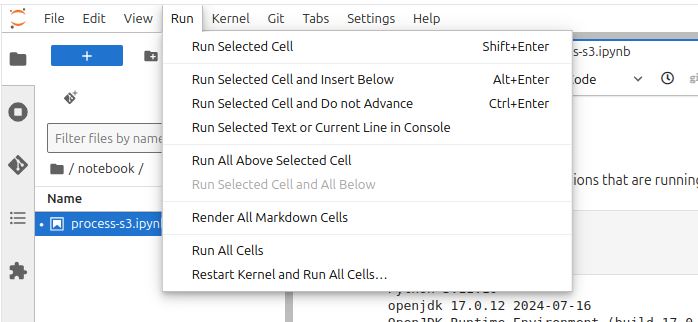 File Edit View Run Kernel Git Tabs Settings Help
Run Selected Cell Shift+Enter
s-s3.ipynb
Run Selected Cell and Insert Below Alt+Enter
Code
Run Selected Cell and Do not Advance Ctrl+Enter
Run Selected Text or Current Line in Console
Filter files by name
Run All Above Selected Cell
/ notebook /
Run Selected Cell and All Below
ions that are running
Name
Render All Markdown Cells
process-s3.ipynb
Run All Cells
Restart Kernel and Run All Cells…
openjdk 17.0.12 2024-07-16
OpenJDK Runtime Environment (build 17.0